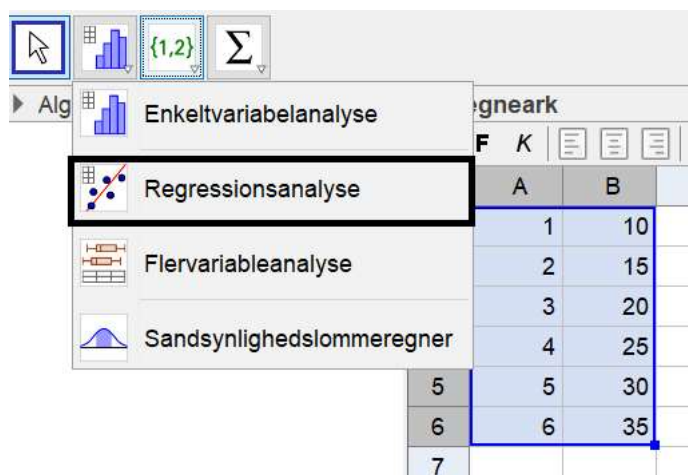 {1,2} Σ
Alg egneark
Enkeltvariabelanalyse
F K
Regressionsanalyse
A B
1 10
2 15
Flervariableanalyse
3 20
4 25
Sandsynlighedslommeregner
5 5 30
6 6 35
7